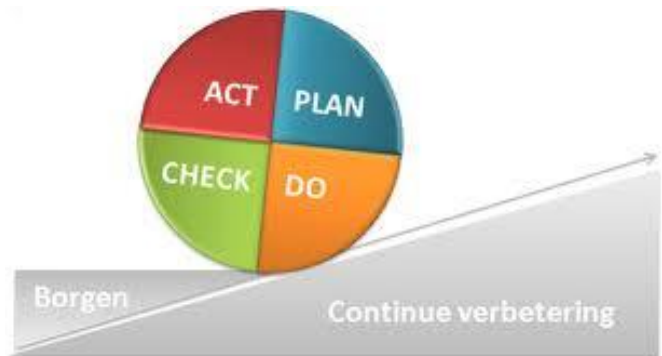 ACT
PLAN
CHECK
DO
Borgen
Continue verbetering